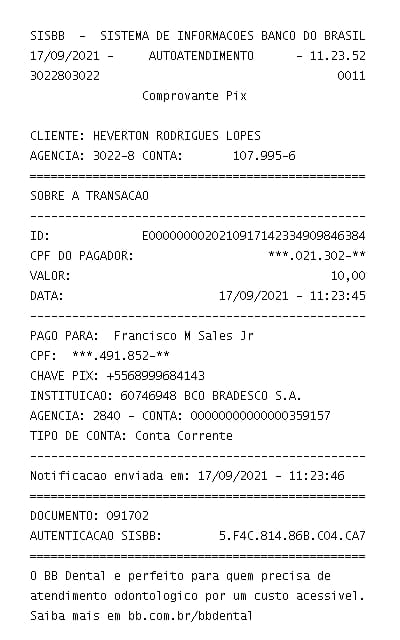 SISBB - SISTEMA DE INFORMACOES BANCO DO BRASIL
17/09/2021 - AUTOATENDIMENTO - 11.23.52
3022803022 0011
Comprovante Pix
CLIENTE: HEVERTON RODRIGUES LOPES
AGENCIA: 3022-8 CONTA: 107.995-6
================================================
SOBRE A TRANSACAO
------------------------------------------------
ID: E0000000020210917142334909846384
CPF DO PAGADOR: ***.021.302-**
VALOR: 10,00
DATA: 17/09/2021 - 11:23:45
------------------------------------------------
PAGO PARA: Francisco M Sales Jr
CPF: ***.491.852-**
CHAVE PIX: +5568999684143
INSTITUICAO: 60746948 BCO BRADESCO S.A.
AGENCIA: 2840 - CONTA: 00000000000000359157
TIPO DE CONTA: Conta Corrente
------------------------------------------------
Notificacao enviada em: 17/09/2021 - 11:23:46
================================================
DOCUMENTO: 091702
AUTENTICACAO SISBB: 5.F4C.814.86B.C04.CA7
================================================
O BB Dental e perfeito para quem precisa de
atendimento odontologico por um custo acessivel.
Saiba mais em bb.com.br/bbdental